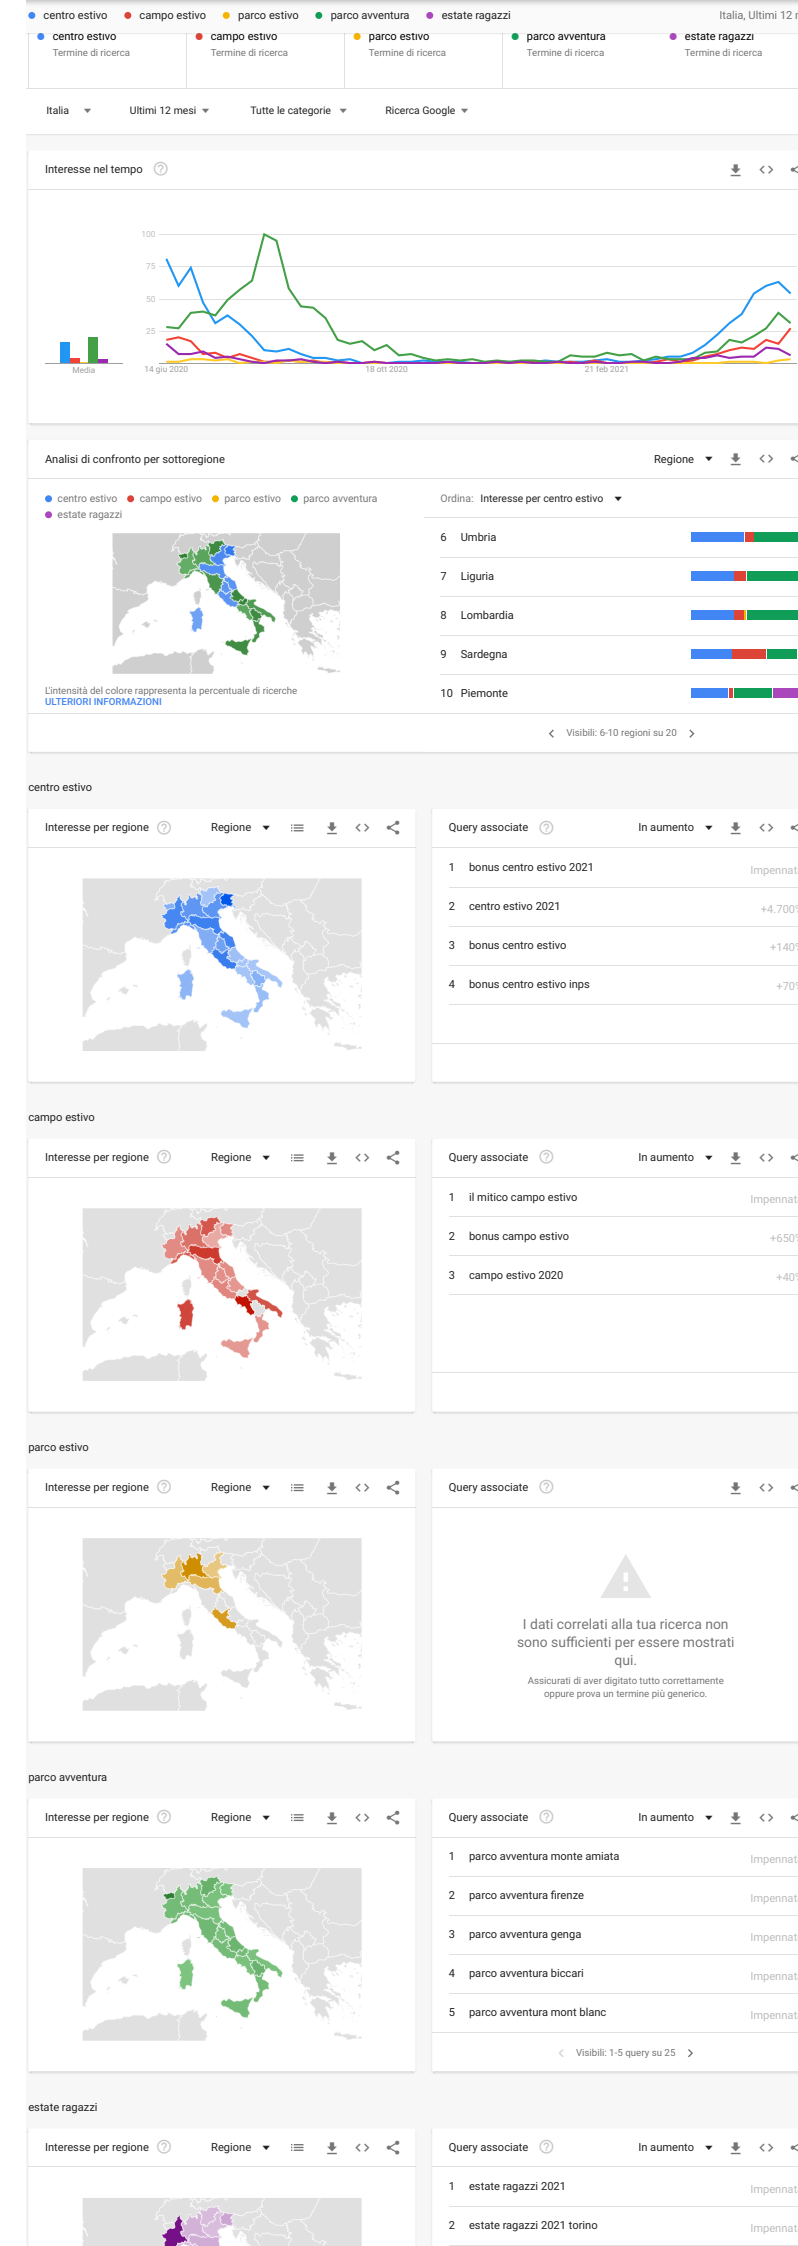 centro estivo campo estivo parco estivo parco avventura estate ragazzi Italia, Ultimi 12
centro estivo campo estivo parco estivo parco avventura estate ragazzi
Termine di ricerca Termine di ricerca Termine di ricerca Termine di ricerca Termine di ricerca
Italia Ultimi 12 mesi Tutte le categorie Ricerca Google
Interesse nel tempo
100
75
50
25
Media
14 giu 2020 18 ott 2020 21 feb 2021
Analisi di confronto per sottoregione Regione
centro estivo campo estivo parco estivo parco avventura
estate ragazzi
Ordina: Interesse per centro estivo
6 Umbria
7 Liguria
8 Lombardia
9 Sardegna
10 Piemonte
L'intensità del colore rappresenta la percentuale di ricerche
ULTERIORI INFORMAZIONI
Visibili: 6-10 regioni su 20
centro estivo
Interesse per regione Regione
Query associate In aumento
1 bonus centro estivo 2021 Impennat
2 centro estivo 2021 +4.700%
3 bonus centro estivo +140%
4 bonus centro estivo inps +70%
campo estivo
Interesse per regione Regione
Query associate In aumento
1 il mitico campo estivo Impennat
2 bonus campo estivo +650%
3 campo estivo 2020 +40%
parco estivo
Interesse per regione Regione
Query associate
I dati correlati alla tua ricerca non
sono sufficienti per essere mostrati
qui.
Assicurati di aver digitato tutto correttamente
oppure prova un termine più generico.
parco avventura
Interesse per regione Regione
Query associate In aumento
1 parco avventura monte amiata Impennat
2 parco avventura firenze Impennat
3 parco avventura genga Impennat
4 parco avventura biccari Impennat
5 parco avventura mont blanc Impennat
Visibili: 1-5 query su 25
estate ragazzi
Interesse per regione Regione
Query associate In aumento
1 estate ragazzi 2021 Impennat
2 estate ragazzi 2021 torino Impennat